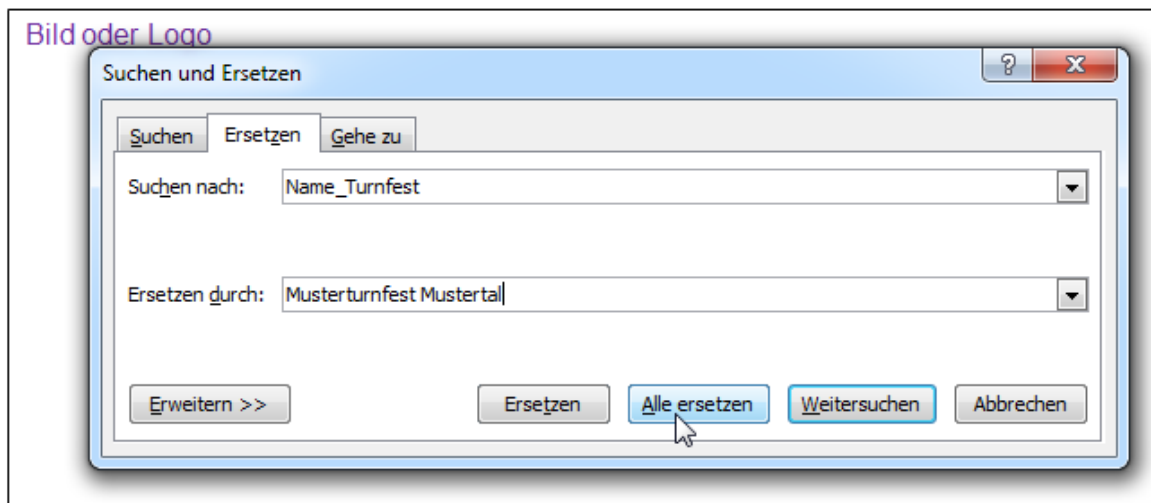 Bild oder Logo
Suchen und Ersetzen
?
X
Suchen Ersetzen Gehe zu
Suchen nach: Name_Turnfest
Ersetzen durch: Musterturnfest Mustertal
Erweitern >> Ersetzen Alle ersetzen Weitersuchen Abbrechen